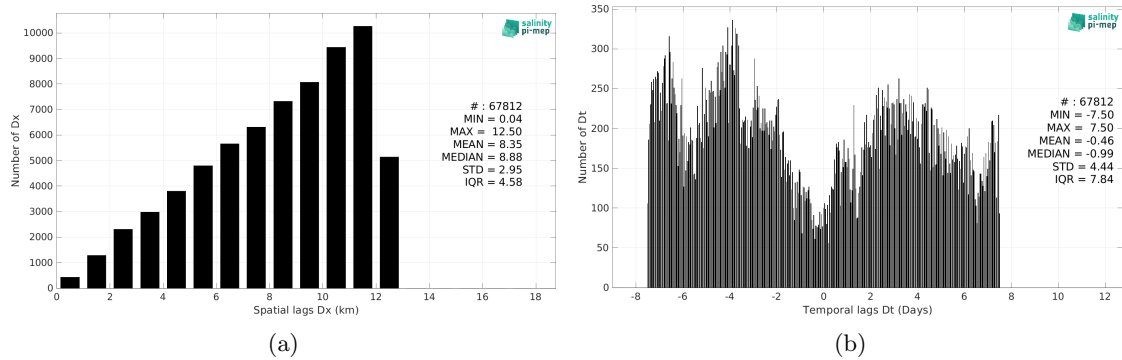 salinity
pi-mep
Number of Dx
10000
9000
8000
7000
6000
5000
4000
3000
2000
1000
0
# : 67812
MIN = 0.04
MAX = 12.50
MEAN = 8.35
MEDIAN = 8.88
STD = 2.95
IQR = 4.58
0 2 4 6 8 10 12 14 16 18
Spatial lags Dx (km)
(a)
salinity
pi-mep
Number of Dt
350
300
250
200
150
100
50
0
# : 67812
MIN = -7.50
MAX = 7.50
MEAN = -0.46
MEDIAN = -0.99
STD = 4.44
IQR = 7.84
-8 -6 -4 -2 0 2 4 6 8 10 12
Temporal lags Dt (Days)
(b)